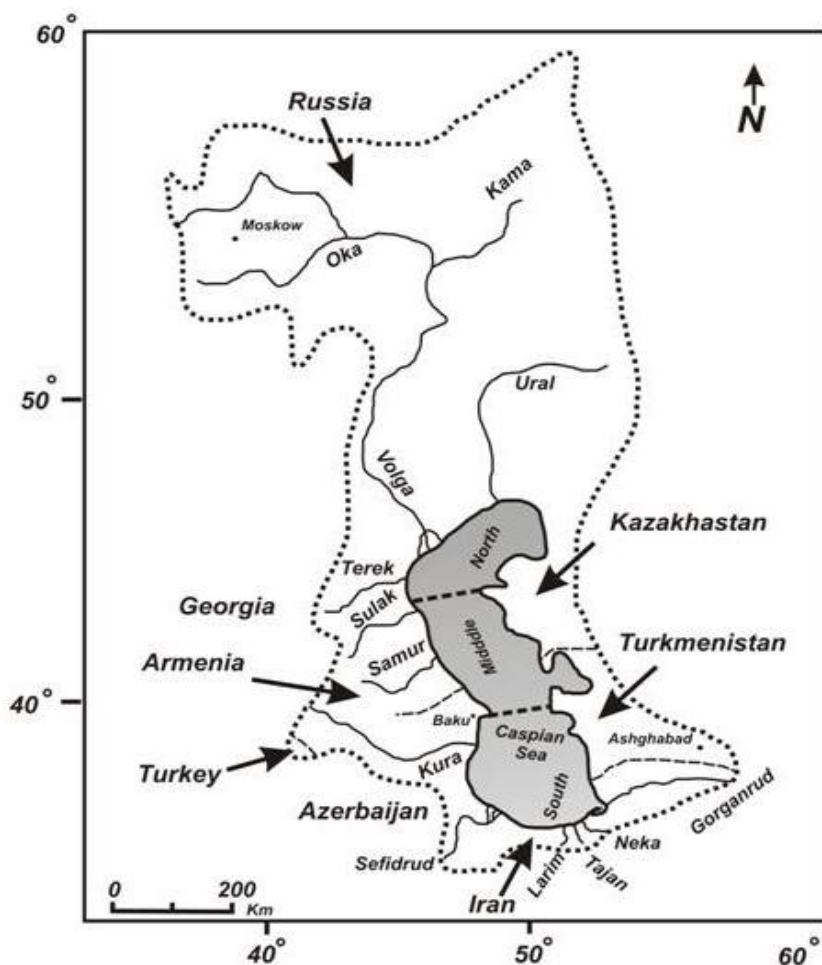 60°
Russia
N
Kama
Moskow
Oka
50°
Ural
Volga
Kazakhastan
North
Terek
Georgia
Sulak
Turkmenistan
Armenia
Samur
Midddle
40°
Baku
Caspian
Sea
Ashghabad
Turkey
Kura
Azerbaijan
South
Gorganrud
Sefidrud
Neka
Larim
Tajan
Iran
0 200
Km
40° 50° 60°